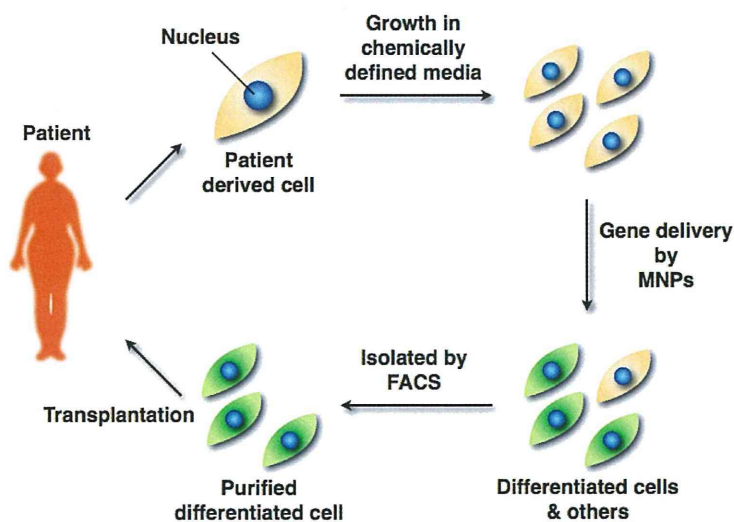 Nucleus
Growth in
chemically
defined media
Patient
Patient
derived cell
Gene delivery
by
MNPs
Isolated by
FACS
Transplantation
Purified
differentiated cell
Differentiated cells
& others